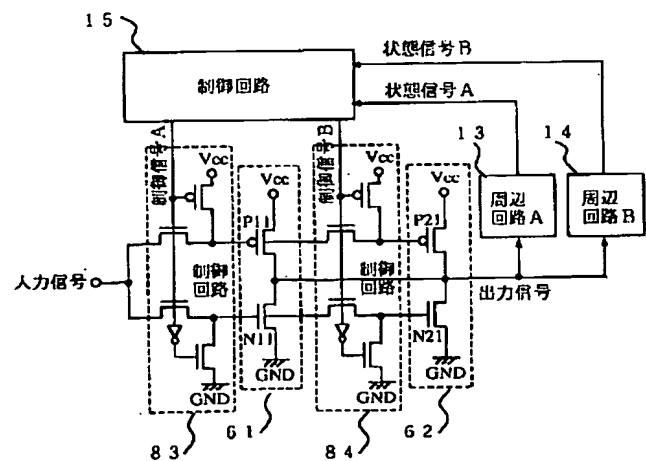 15
状態信号B
制御回路
状態信号A
制御信号A
制御信号B
13
14
Vcc
Vcc
Vcc
Vcc
周辺
回路A
周辺
回路B
P11
P21
入力信号
制御
回路
制御
回路
出力信号
N11
N21
GND
GND
GND
GND
83
61
84
62